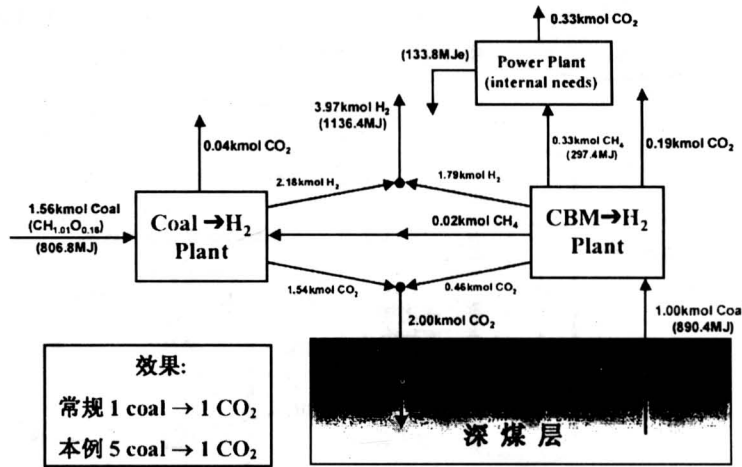 0.33kmol CO₂
(133.8MJe)
Power Plant
(internal needs)
3.97kmol H₂
(1136.4MJ)
0.04kmol CO₂
0.33kmol CH₄
(297.4MJ)
0.19kmol CO₂
2.18kmol H₂
1.79kmol H₂
1.56kmol Coal
(CH₁.₀₁O₀.₁₈)
(806.8MJ)
Coal→H₂
Plant
0.02kmol CH₄
CBM→H₂
Plant
1.54kmol CO₂
0.46kmol CO₂
2.00kmol CO₂
1.00kmol Coa
(890.4MJ)
效果:
常规 1 coal → 1 CO₂
本例 5 coal → 1 CO₂
深煤层